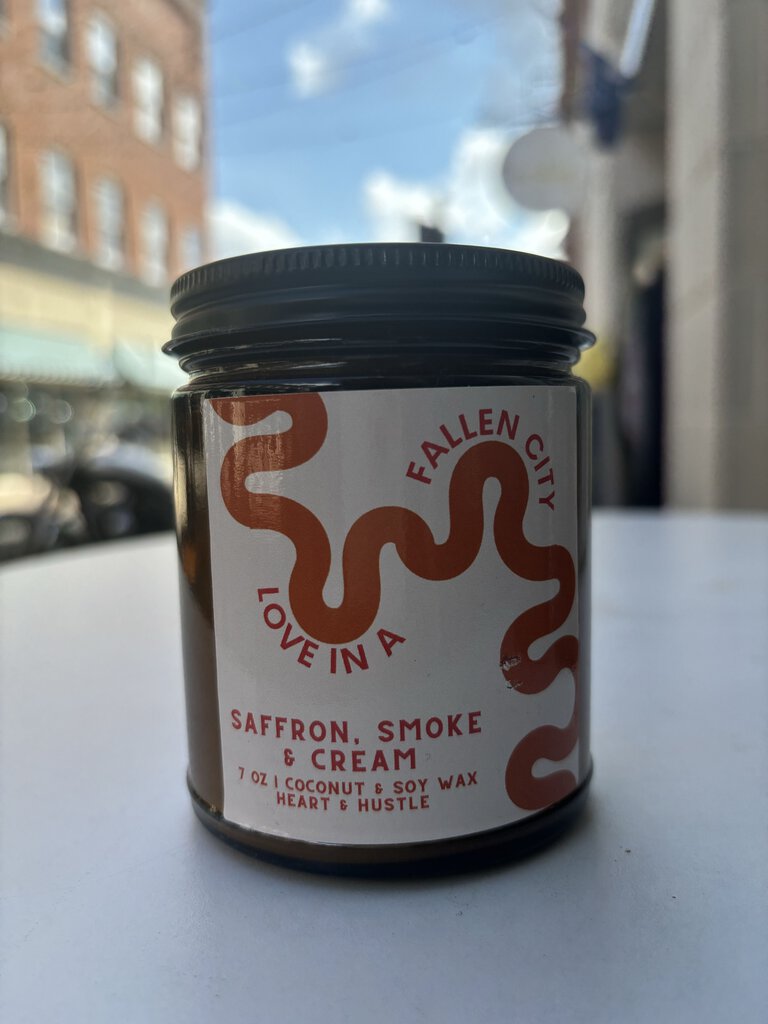 LOVE IN A
FALLEN CITY
SAFFRON, SMOKE
& CREAM
7 OZ | COCONUT & SOY WAX
HEART & HUSTLE